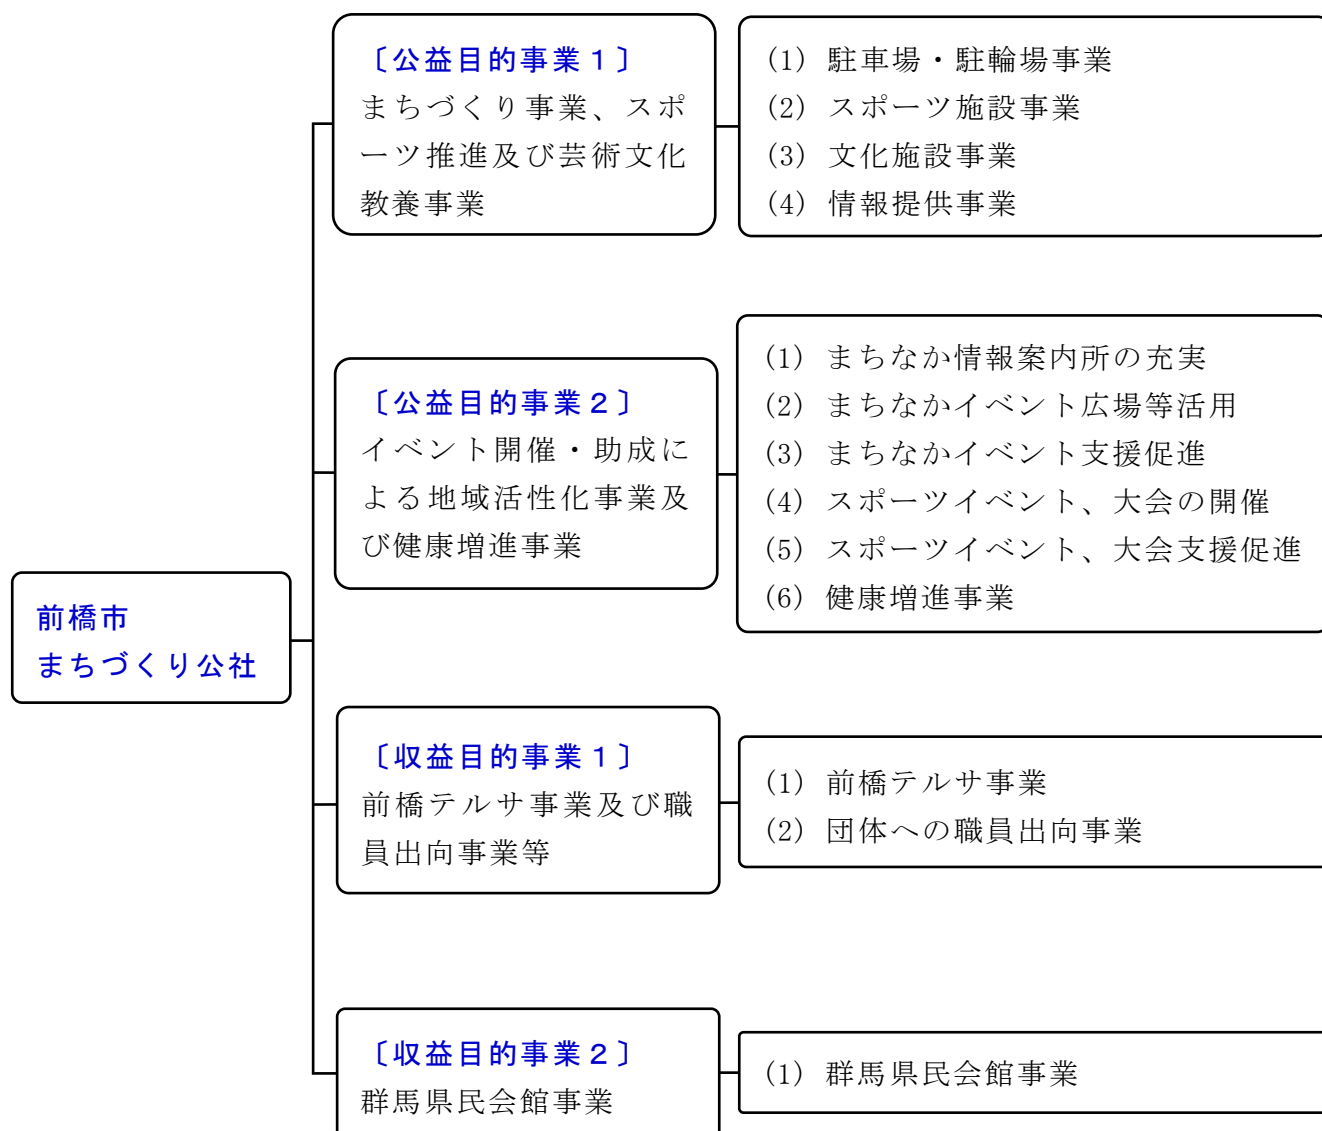 〔公益目的事業１〕
まちづくり事業、スポ
ーツ推進及び芸術文化
教養事業
(1) 駐車場・駐輪場事業
(2) スポーツ施設事業
(3) 文化施設事業
(4) 情報提供事業
〔公益目的事業２〕
イベント開催・助成に
よる地域活性化事業及
び健康増進事業
(1) まちなか情報案内所の充実
(2) まちなかイベント広場等活用
(3) まちなかイベント支援促進
(4) スポーツイベント、大会の開催
(5) スポーツイベント、大会支援促進
(6) 健康増進事業
前橋市
まちづくり公社
〔収益目的事業１〕
前橋テルサ事業及び職
員出向事業等
(1) 前橋テルサ事業
(2) 団体への職員出向事業
〔収益目的事業２〕
群馬県民会館事業
(1) 群馬県民会館事業